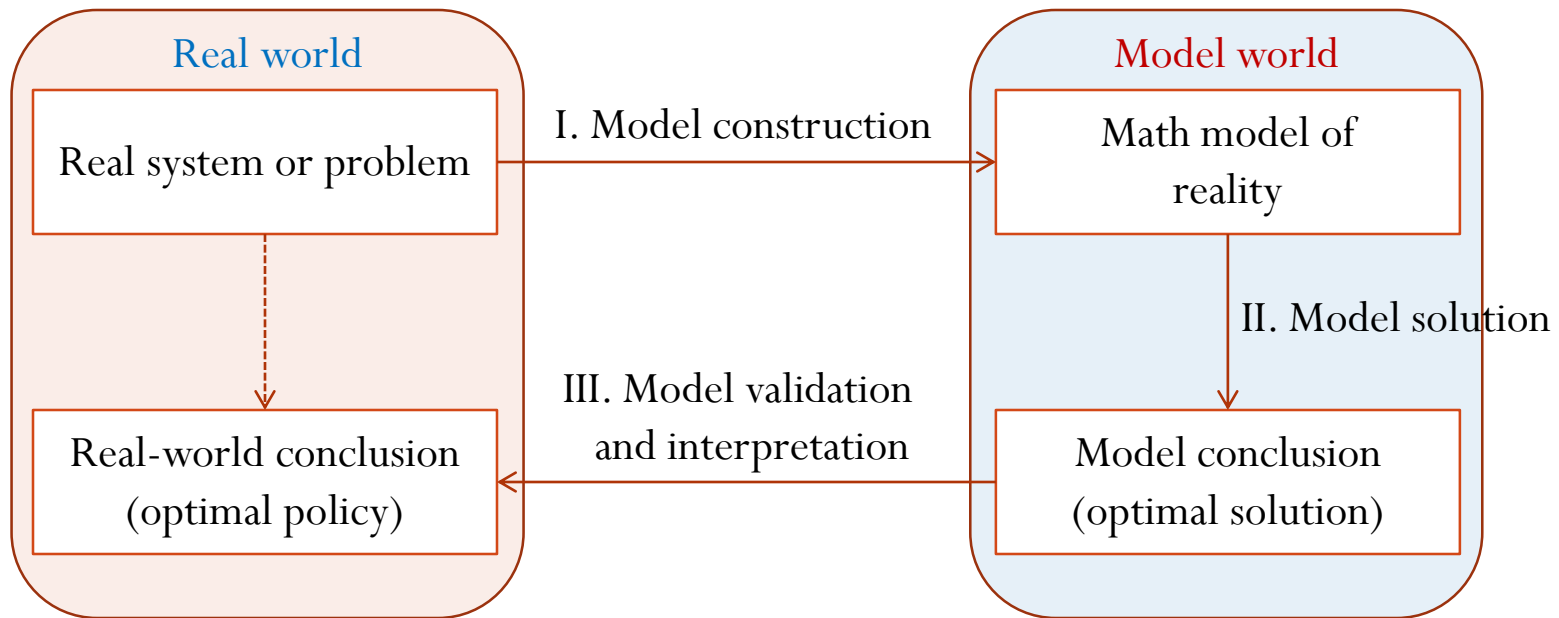 Real world
Real system or problem
I. Model construction
Model world
Math model of
reality
II. Model solution
III. Model validation
and interpretation
Real-world conclusion
(optimal policy)
Model conclusion
(optimal solution)